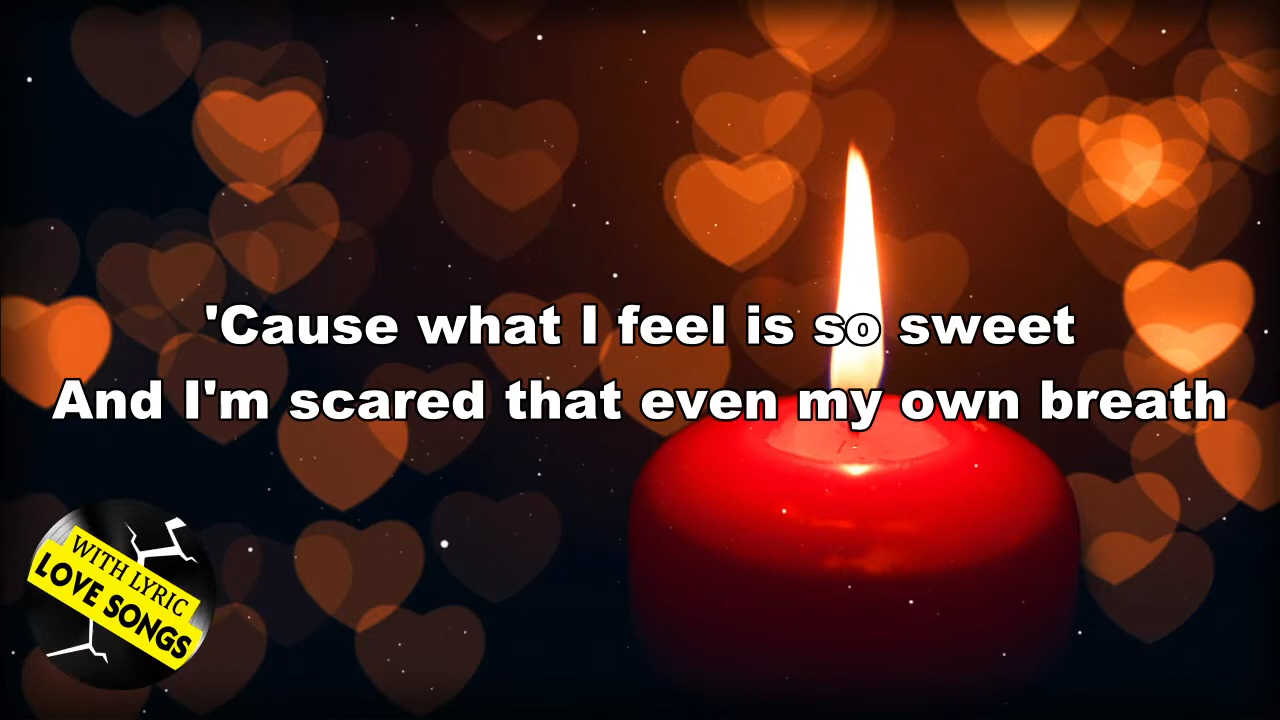 'Cause what I feel is so sweet
And I'm scared that even my own breath
WITH LYRIC
LOVE SONGS